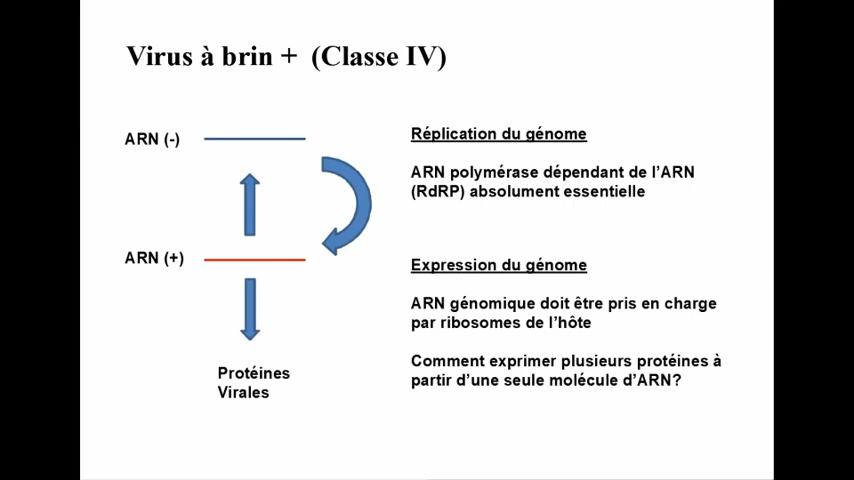 Virus à brin + (Classe IV)
ARN (-)
ARN (+)
Protéines
Virales
Réplication du génome
ARN polymérase dépendant de l'ARN
(RdRP) absolument essentielle
Expression du génome
ARN génomique doit être pris en charge
par ribosomes de l'hôte
Comment exprimer plusieurs protéines à
partir d'une seule molécule d'ARN?